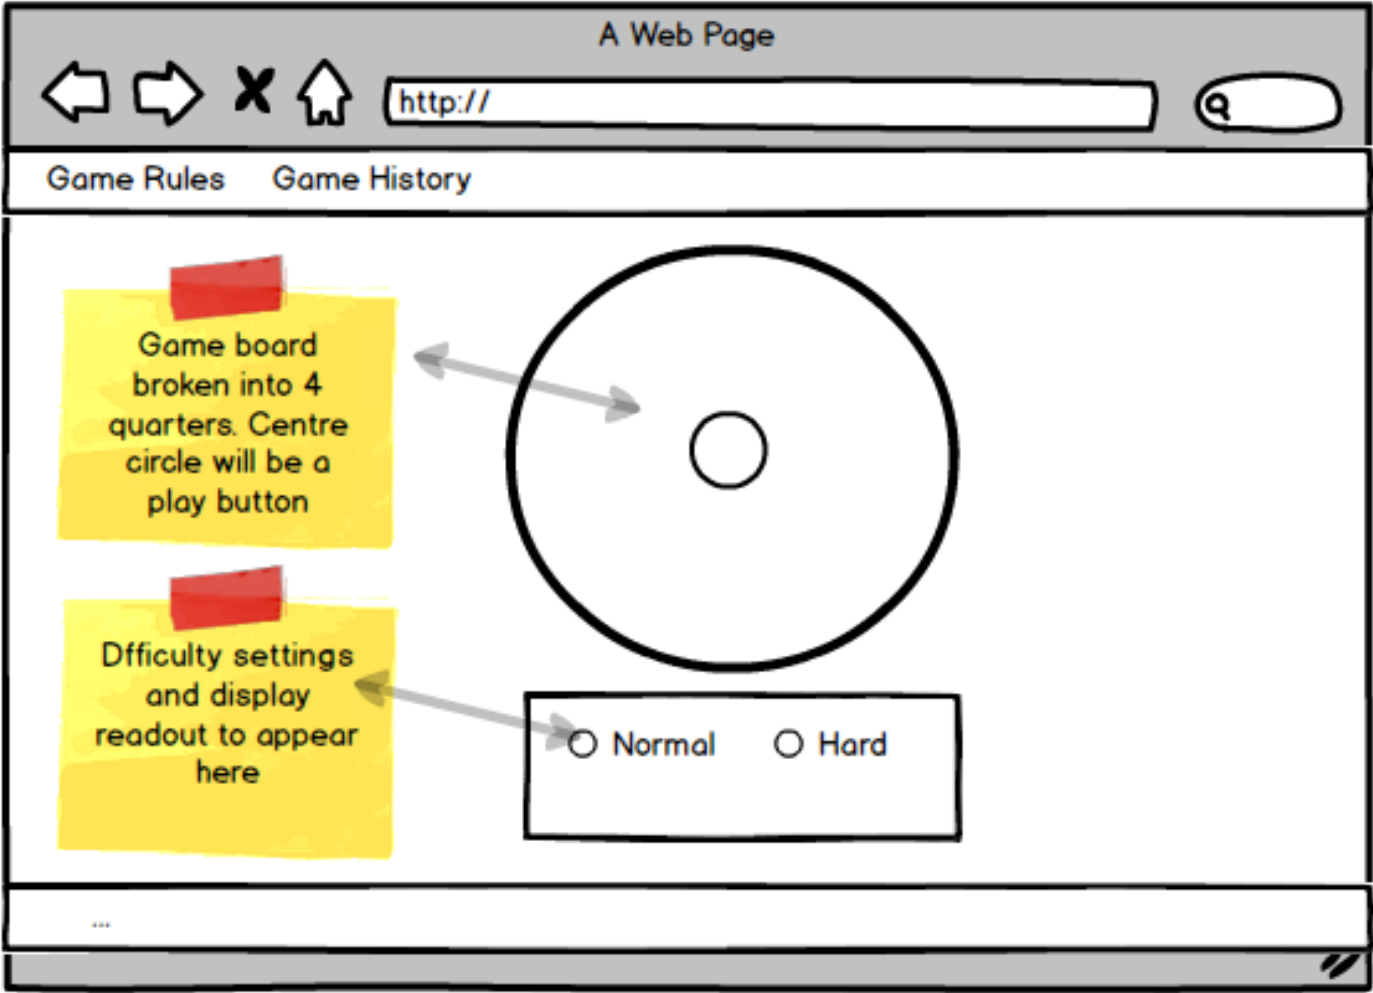 A Web Page
http://
Game Rules Game History
Game board
broken into 4
quarters. Centre
circle will be a
play button
Dfficulty settings
and display
readout to appear
here
Normal Hard
...